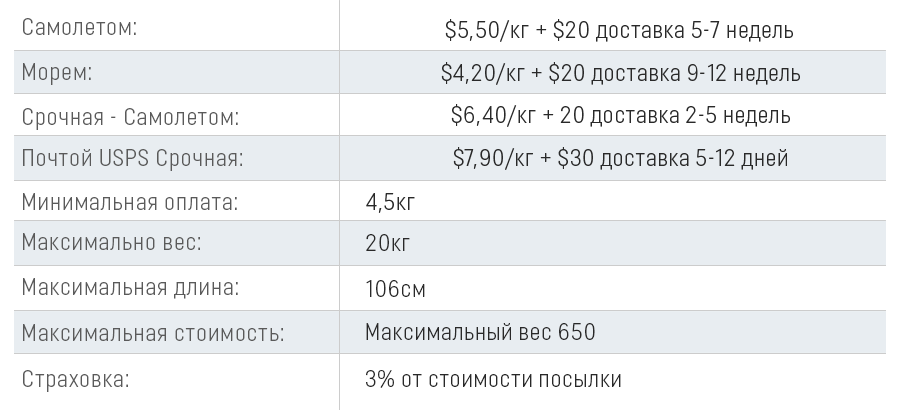 Самолетом: $5,50/кг + $20 доставка 5-7 недель
Морем: $4,20/кг + $20 доставка 9-12 недель
Срочная - Самолетом: $6,40/кг + 20 доставка 2-5 недель
Почтой USPS Срочная: $7,90/кг + $30 доставка 5-12 дней
Минимальная оплата: 4,5кг
Максимально вес: 20кг
Максимальная длина: 106см
Максимальная стоимость: Максимальный вес 650
Страховка: 3% от стоимости посылки